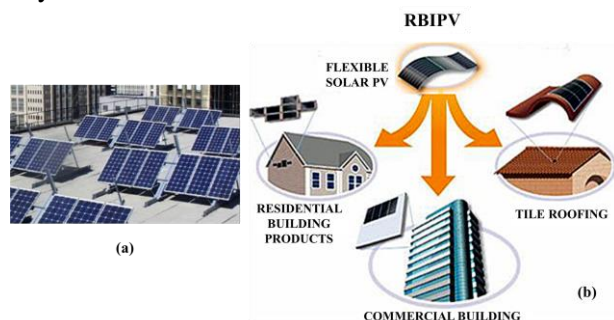 RBIPV
FLEXIBLE
SOLAR PV
RESIDENTIAL
BUILDING
PRODUCTS
TILE ROOFING
(a)
(b)
COMMERCIAL BUILDING